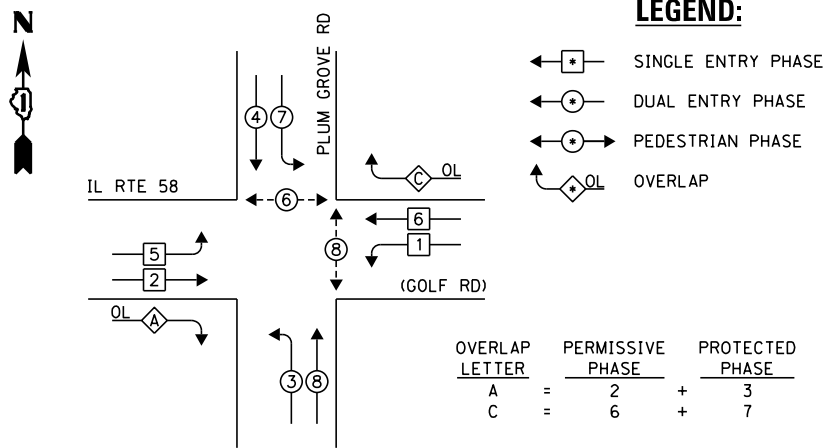 N
1
PLUM GROVE RD
IL RTE 58
(GOLF RD)
4 7
6
C OL
6
1
8
5
2
OL A
3 8
LEGEND:
* SINGLE ENTRY PHASE
* DUAL ENTRY PHASE
* PEDESTRIAN PHASE
* OL OVERLAP
OVERLAP PERMISSIVE PROTECTED
LETTER PHASE PHASE
A = 2 + 3
C = 6 + 7